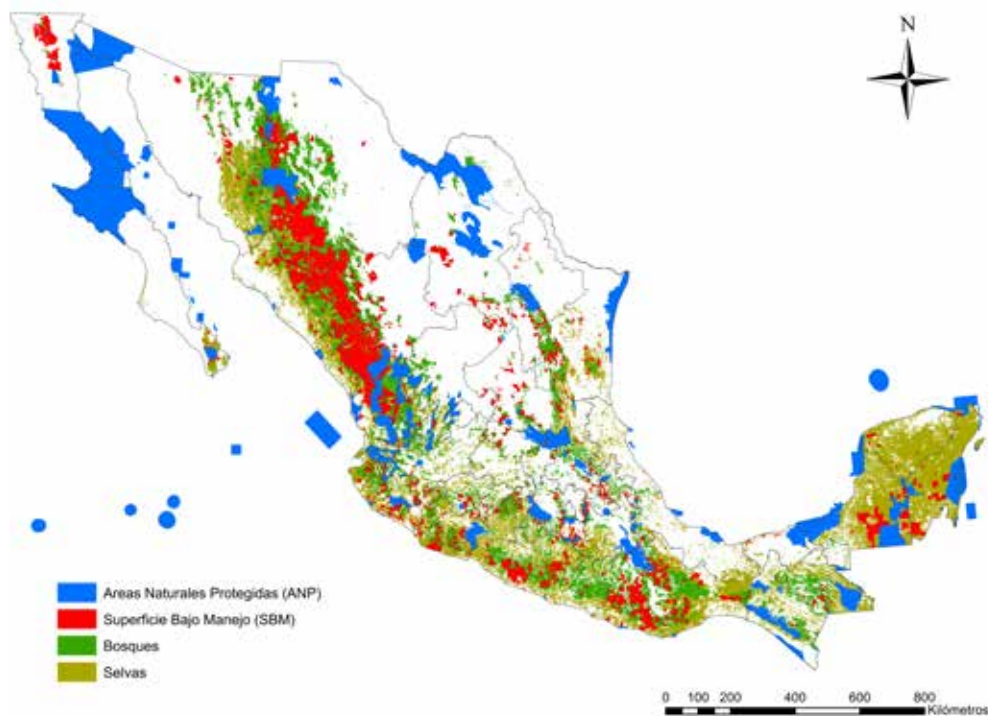 N
Areas Naturales Protegidas (ANP)
Superficie Bajo Manejo (SBM)
Bosques
Selvas
0 100 200 400 600 800
Kilómetros